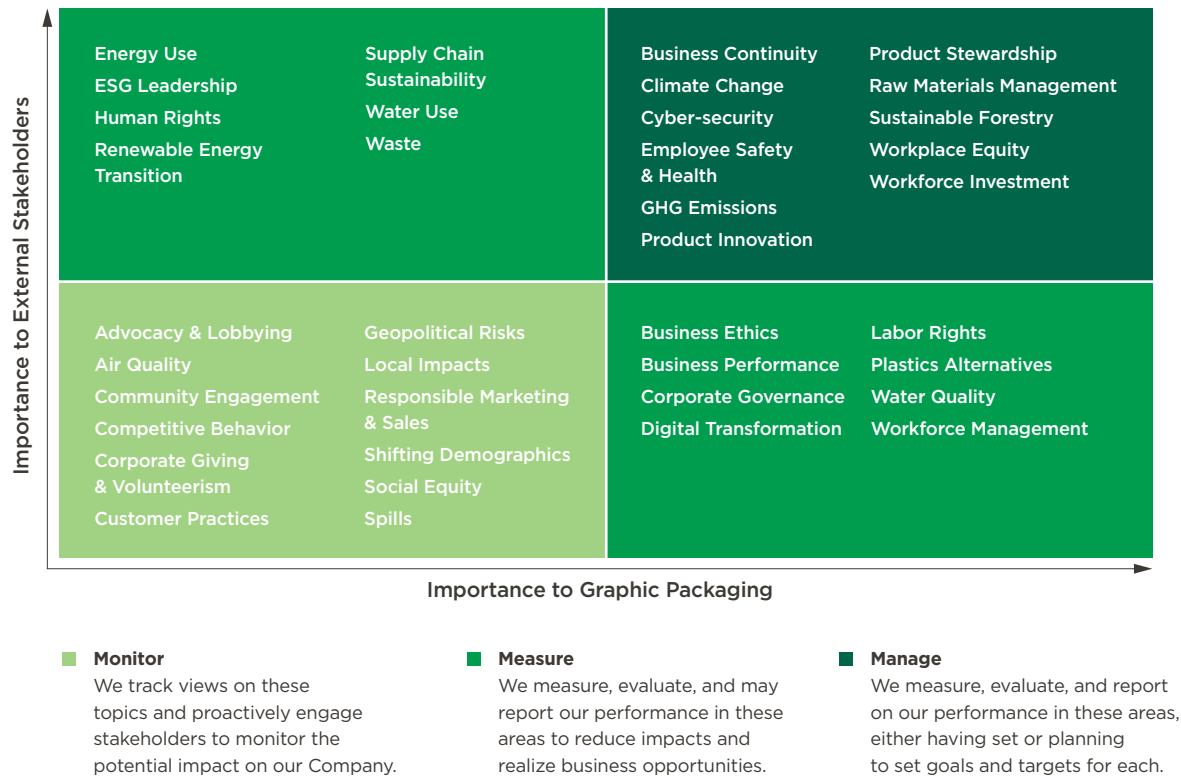 Importance to External Stakeholders
Energy Use
ESG Leadership
Human Rights
Renewable Energy
Transition
Supply Chain
Sustainability
Water Use
Waste
Business Continuity
Climate Change
Cyber-security
Employee Safety
& Health
GHG Emissions
Product Innovation
Product Stewardship
Raw Materials Management
Sustainable Forestry
Workplace Equity
Workforce Investment
Advocacy & Lobbying
Air Quality
Community Engagement
Competitive Behavior
Corporate Giving
& Volunteerism
Customer Practices
Geopolitical Risks
Local Impacts
Responsible Marketing
& Sales
Shifting Demographics
Social Equity
Spills
Business Ethics
Business Performance
Corporate Governance
Digital Transformation
Labor Rights
Plastics Alternatives
Water Quality
Workforce Management
Importance to Graphic Packaging
Monitor
We track views on these
topics and proactively engage
stakeholders to monitor the
potential impact on our Company.
Measure
We measure, evaluate, and may
report our performance in these
areas to reduce impacts and
realize business opportunities.
Manage
We measure, evaluate, and report
on our performance in these areas,
either having set or planning
to set goals and targets for each.